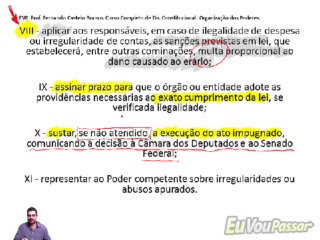 EVP. Prof. Fernando Castelo Branco. Curso Completo de Dir. Constitucional. Organização dos Poderes.
VIII - aplicar aos responsáveis, em caso de ilegalidade de despesa
ou irregularidade de contas, as sanções previstas em lei, que
estabelecerá, entre outras cominações, multa proporcional ao
dano causado ao erário;
IX - assinar prazo para que o órgão ou entidade adote as
providências necessárias ao exato cumprimento da lei, se
verificada ilegalidade;
X - sustar, se não atendido, a execução do ato impugnado,
comunicando a decisão à Câmara dos Deputados e ao Senado
Federal;
XI - representar ao Poder competente sobre irregularidades ou
abusos apurados.
EuVouPassar